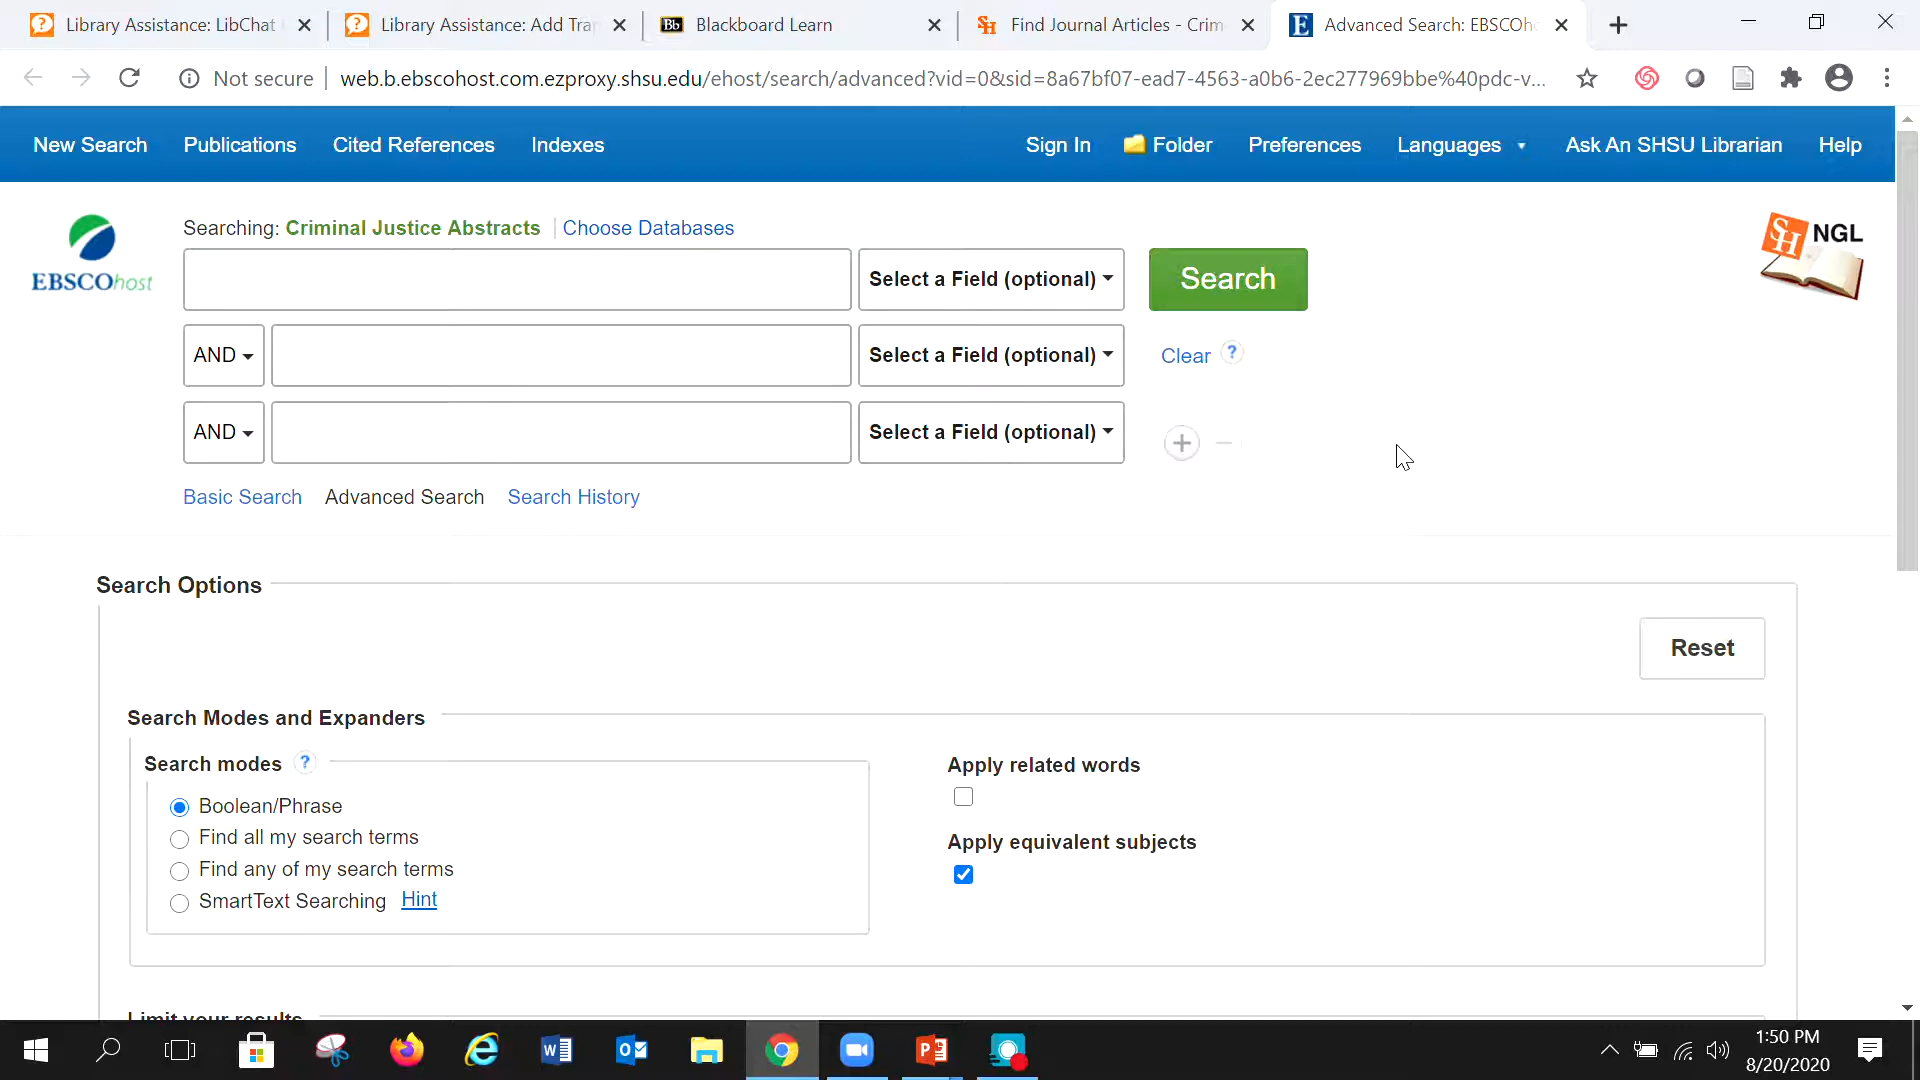 Library Assistance: LibChat
Library Assistance: Add Tra
Blackboard Learn
Find Journal Articles - Crim
Advanced Search: EBSCOho
Not secure
web.b.ebscohost.com.ezproxy.shsu.edu/ehost/search/advanced?vid=0&sid=8a67bf07-ead7-4563-a0b6-2ec277969bbe%40pdc-v...
New Search
Publications
Cited References
Indexes
Sign In
Folder
Preferences
Languages
Ask An SHSU Librarian
Help
EBSCOhost
Searching: Criminal Justice Abstracts
Choose Databases
SH NGL
Select a Field (optional)
Search
AND
Select a Field (optional)
Clear ?
AND
Select a Field (optional)
Basic Search
Advanced Search
Search History
Search Options
Reset
Search Modes and Expanders
Search modes ?
Boolean/Phrase
Find all my search terms
Find any of my search terms
SmartText Searching Hint
Apply related words
Apply equivalent subjects
Limit your results
1:50 PM
8/20/2020